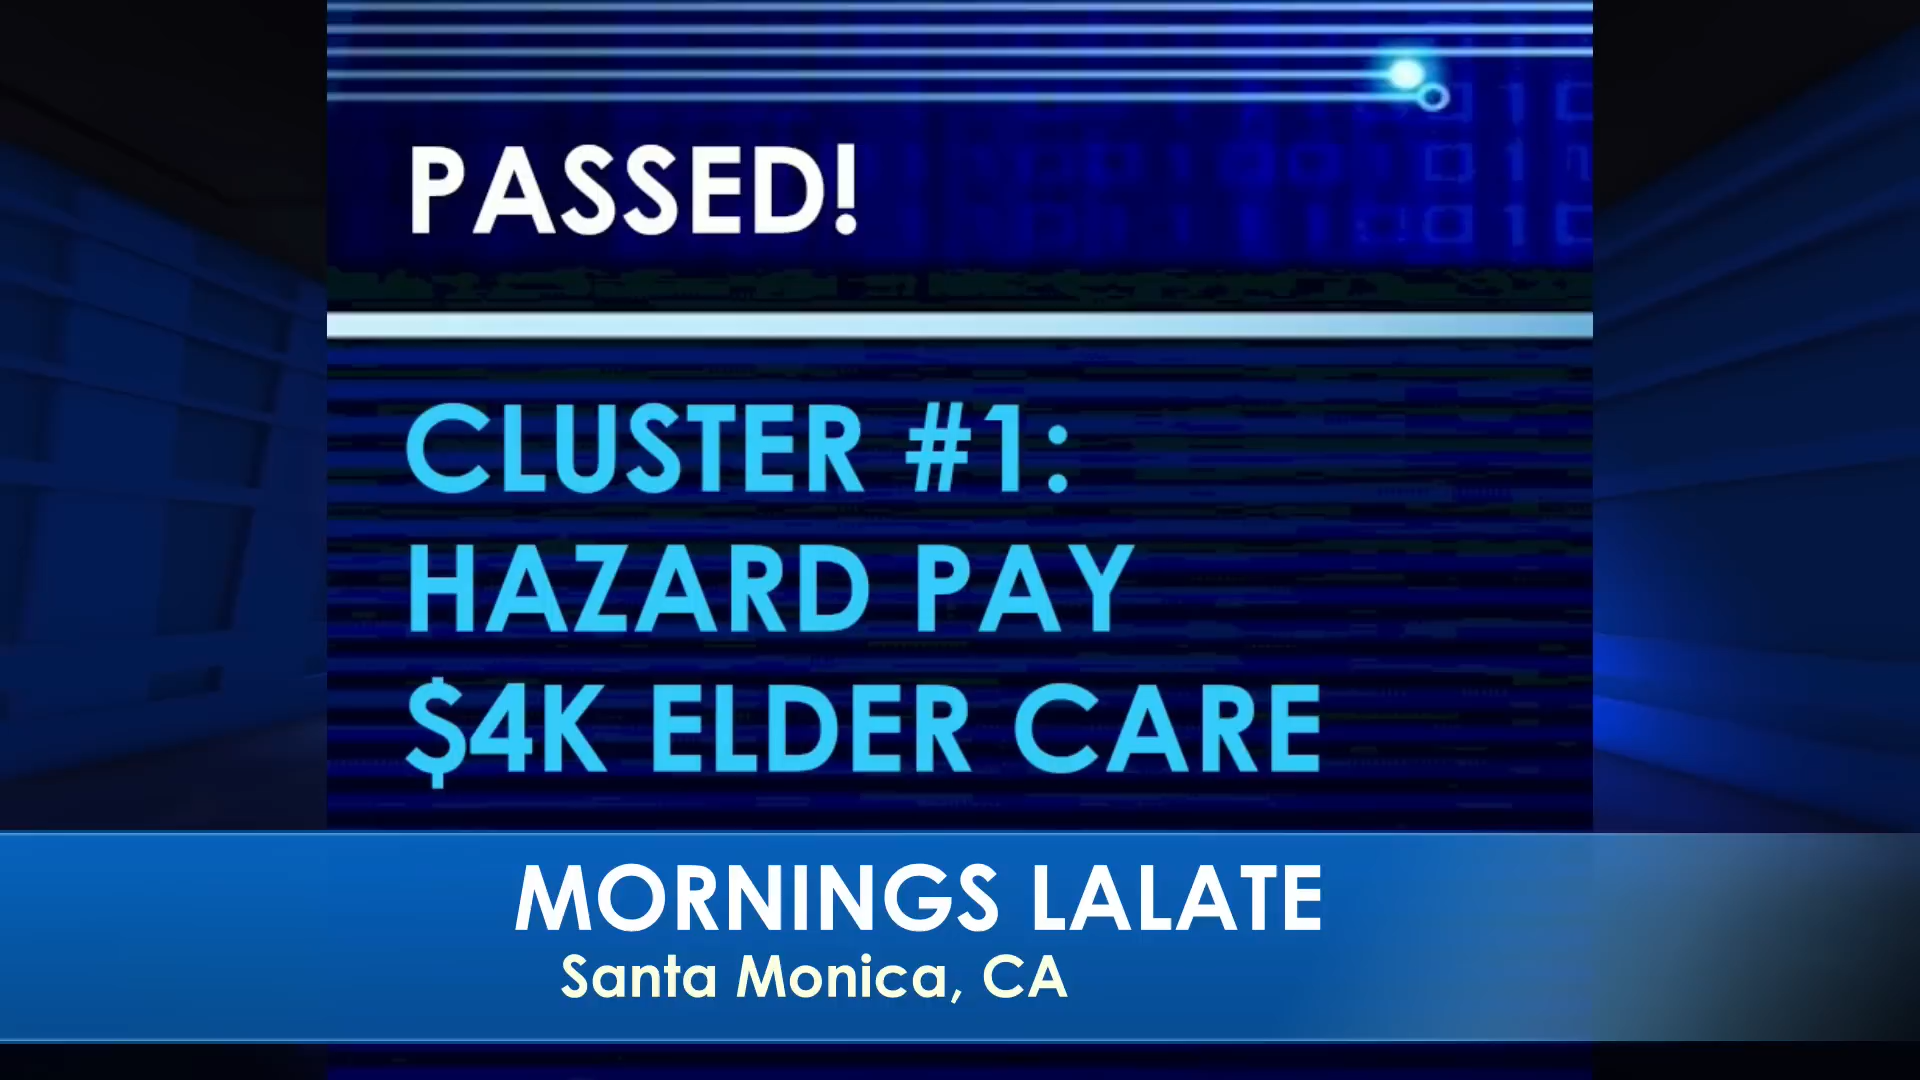 PASSED!
CLUSTER #1:
HAZARD PAY
$4K ELDER CARE
MORNINGS LALATE
Santa Monica, CA